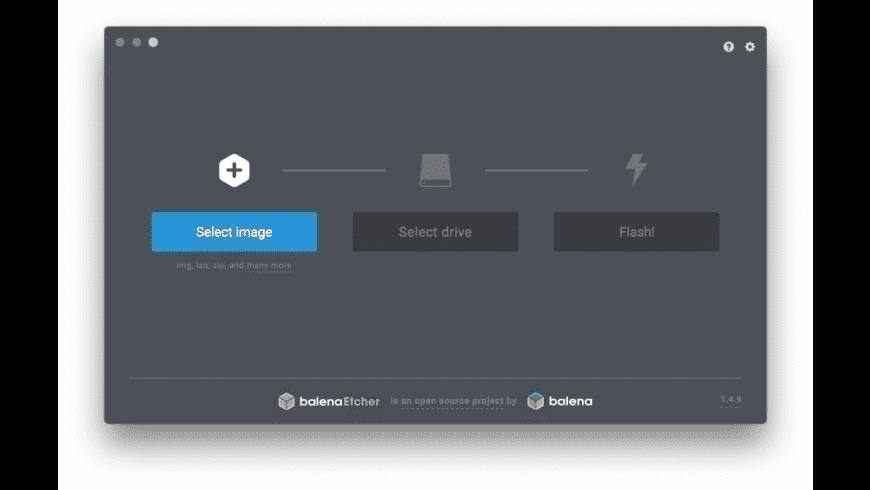 Select image
Select drive
Flash!
img, iso, zip, and many more
balenaEtcher is an open source project by balena
1.4.9